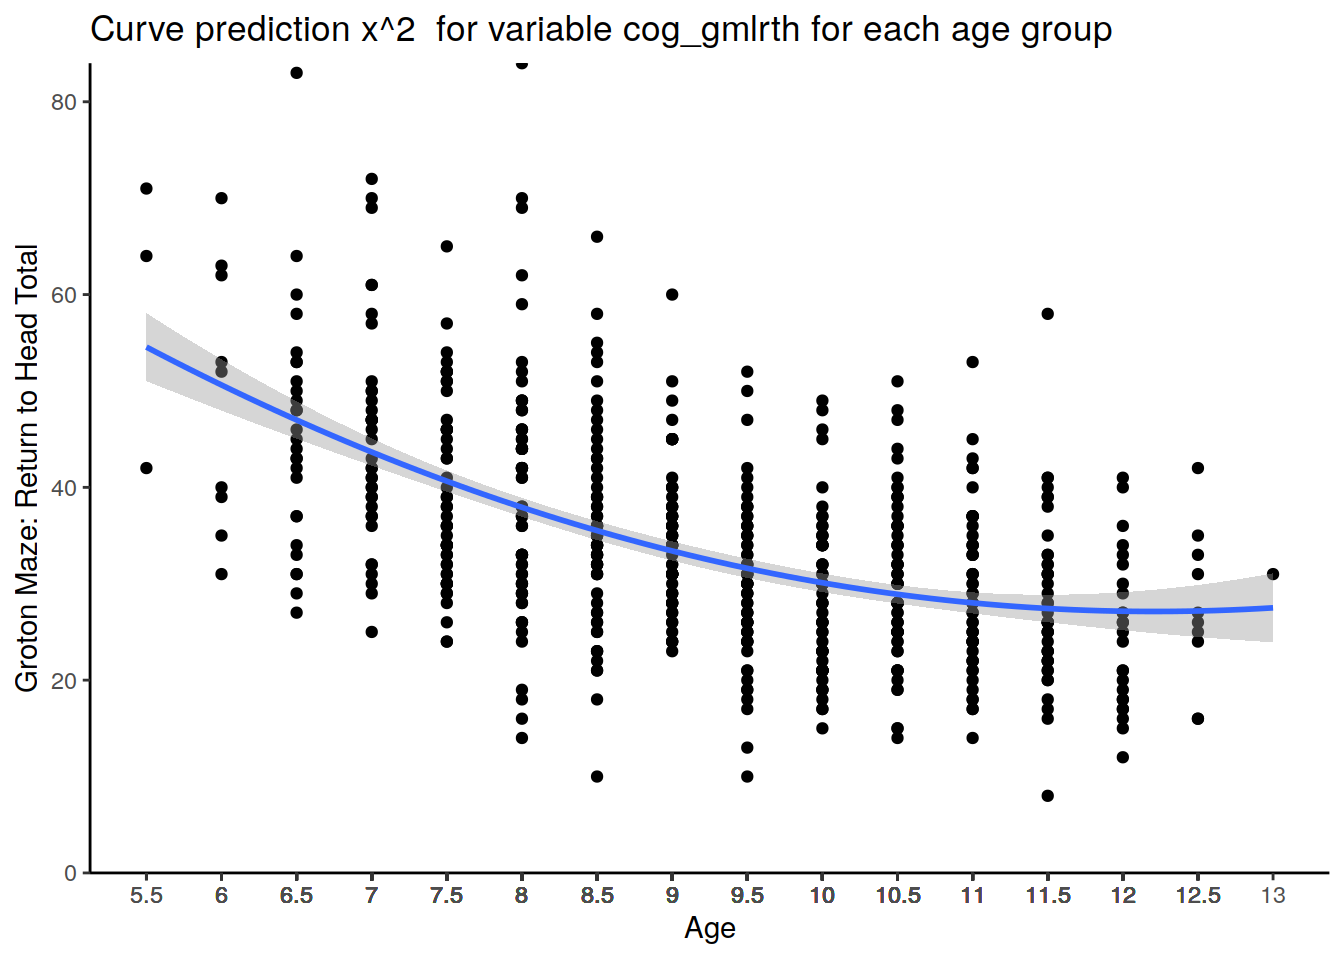 Curve prediction x^2  for variable cog_gmlrth for each age group
Groton Maze: Return to Head Total
80
60
40
20
0
5.5 6 6.5 7 7.5 8 8.5 9 9.5 10 10.5 11 11.5 12 12.5 13
Age